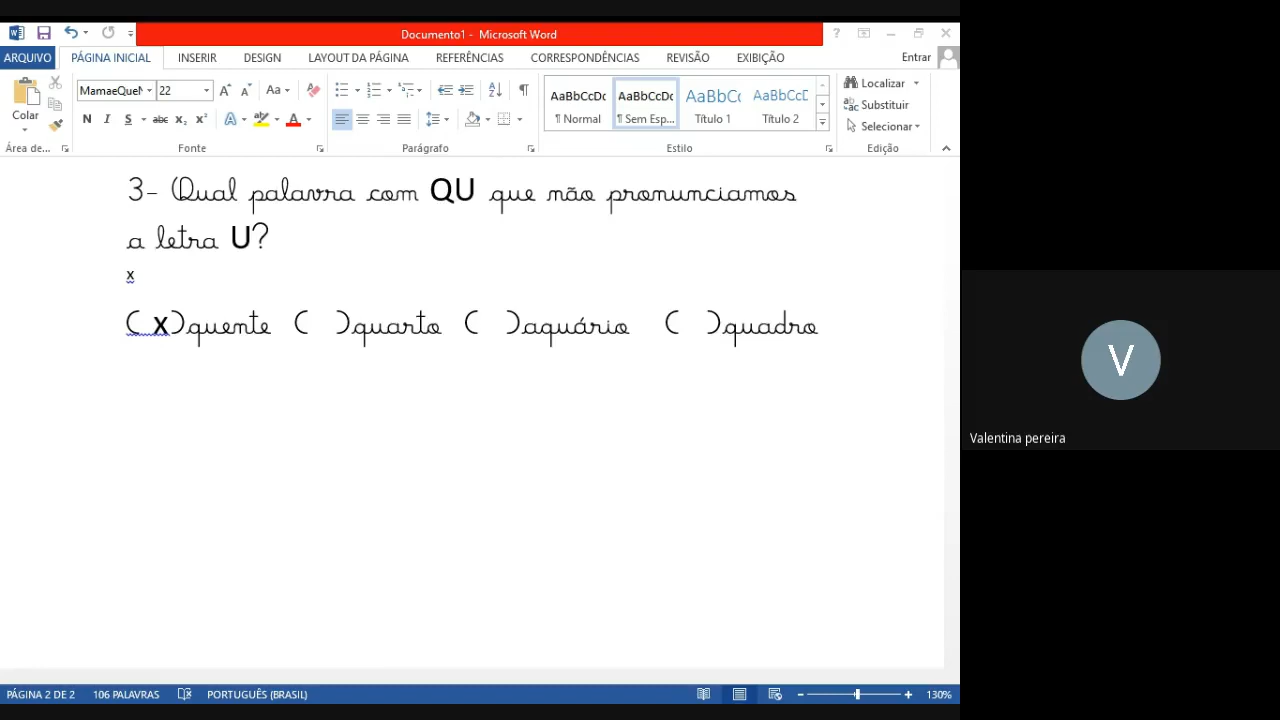 Documento1 - Microsoft Word
ARQUIVO PÁGINA INICIAL INSERIR DESIGN LAYOUT DA PÁGINA REFERÊNCIAS CORRESPONDÊNCIAS REVISÃO EXIBIÇÃO Entrar
MamaeQueN 22 Aa
Colar
N I S abc x₂ x² A A
AaBbCcDc AaBbCcDc AaBbC( AaBbCcD
¶ Normal ¶ Sem Esp... Título 1 Título 2
Localizar
Substituir
Selecionar
Área de... Fonte Parágrafo Estilo Edição
3- Qual palavra com QU que não pronunciamos
a letra U?
x
( x)quente ( )quarto ( )aquário ( )quadro
V
Valentina pereira
PÁGINA 2 DE 2 106 PALAVRAS PORTUGUÊS (BRASIL) 130%